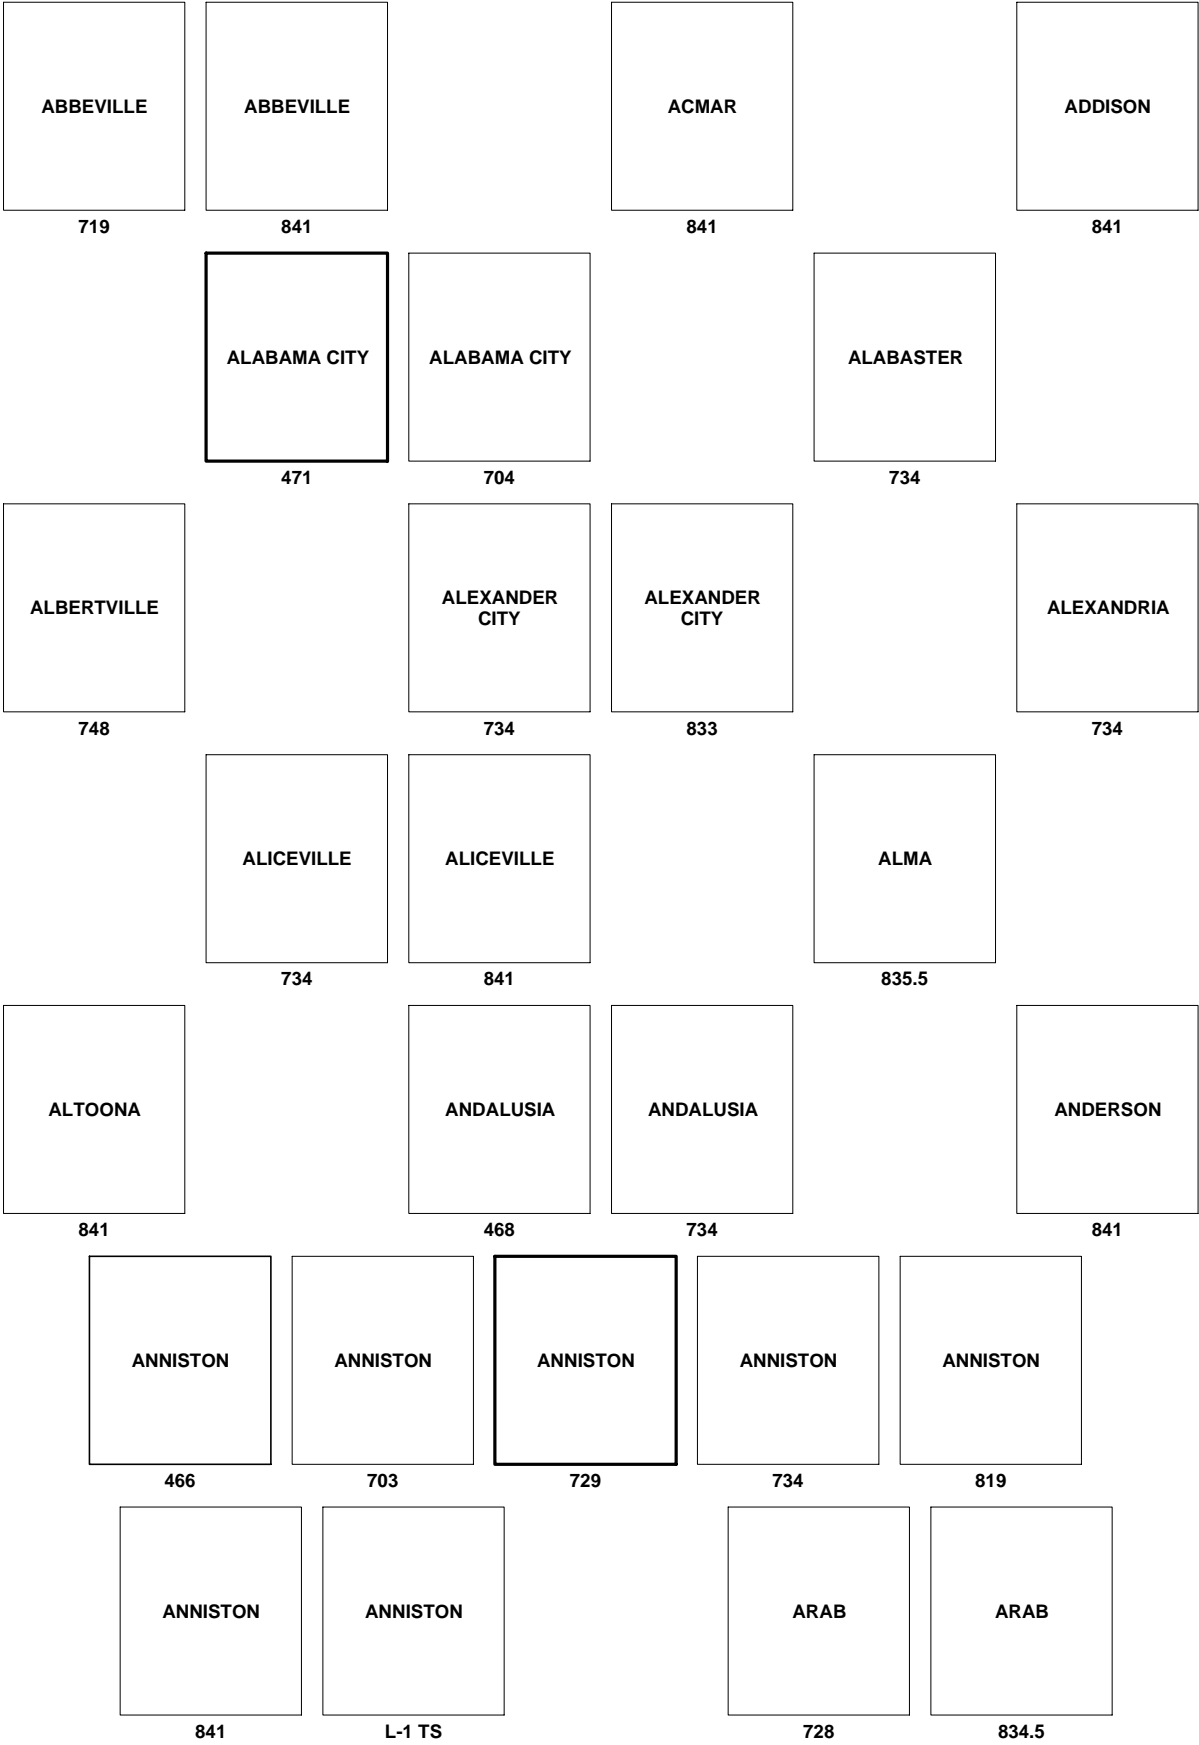 ABBEVILLE ABBEVILLE ACMAR ADDISON
719 841 841 841
ALABAMA CITY ALABAMA CITY ALABASTER
471 704 734
ALBERTVILLE ALEXANDER CITY ALEXANDER CITY ALEXANDRIA
748 734 833 734
ALICEVILLE ALICEVILLE ALMA
734 841 835.5
ALTOONA ANDALUSIA ANDALUSIA ANDERSON
841 468 734 841
ANNISTON ANNISTON ANNISTON ANNISTON ANNISTON
466 703 729 734 819
ANNISTON ANNISTON ARAB ARAB
841 L-1 TS 728 834.5